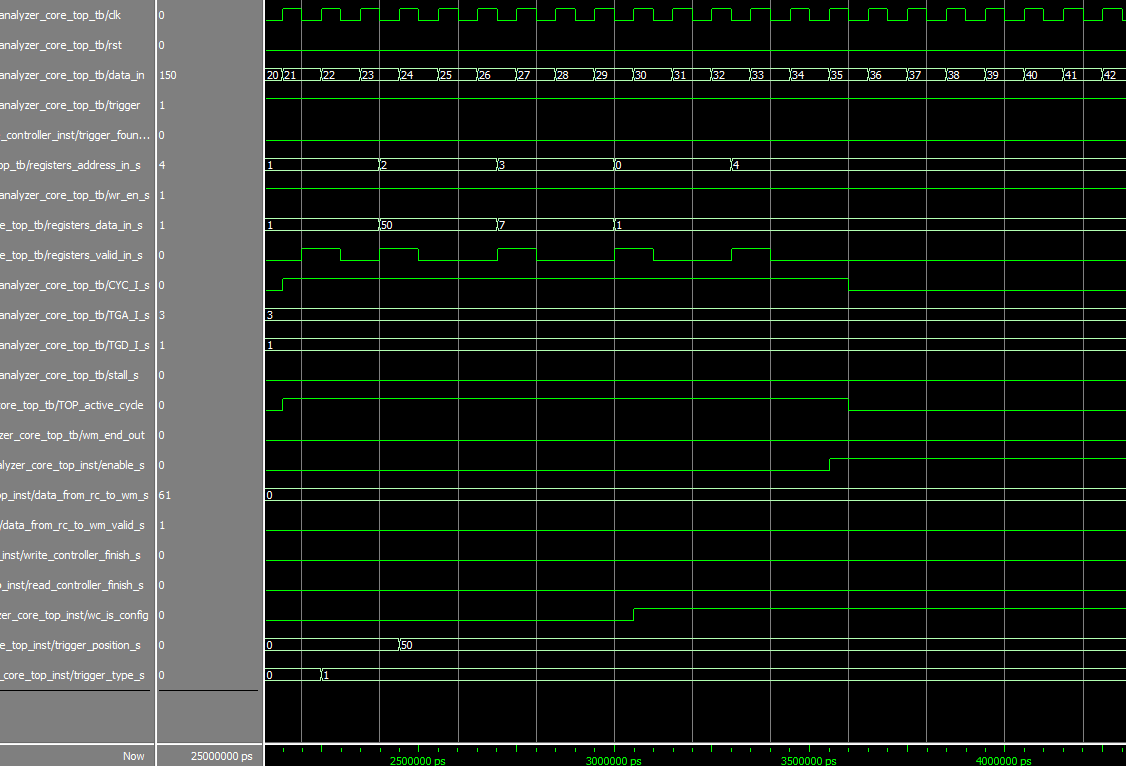 analyzer_core_top_tb/clk 0
analyzer_core_top_tb/rst 0
analyzer_core_top_tb/data_in 150 20 21 22 23 24 25 26 27 28 29 30 31 32 33 34 35 36 37 38 39 40 41 42
analyzer_core_top_tb/trigger 1
_controller_inst/trigger_foun... 0
op_tb/registers_address_in_s 4 1 2 3 0 4
analyzer_core_top_tb/wr_en_s 1
e_top_tb/registers_data_in_s 1 1 50 7 1
e_top_tb/registers_valid_in_s 0
analyzer_core_top_tb/CYC_I_s 0
analyzer_core_top_tb/TGA_I_s 3 3
analyzer_core_top_tb/TGD_I_s 1 1
analyzer_core_top_tb/stall_s 0
core_top_tb/TOP_active_cycle 0
zer_core_top_tb/wm_end_out 0
alyzer_core_top_inst/enable_s 0
op_inst/data_from_rc_to_wm_s 61 0
/data_from_rc_to_wm_valid_s 1
_inst/write_controller_finish_s 0
o_inst/read_controller_finish_s 0
zer_core_top_inst/wc_is_config 0
e_top_inst/trigger_position_s 0 0 50
_core_top_inst/trigger_type_s 0 0 1
Now 25000000 ps 2500000 ps 3000000 ps 3500000 ps 4000000 ps